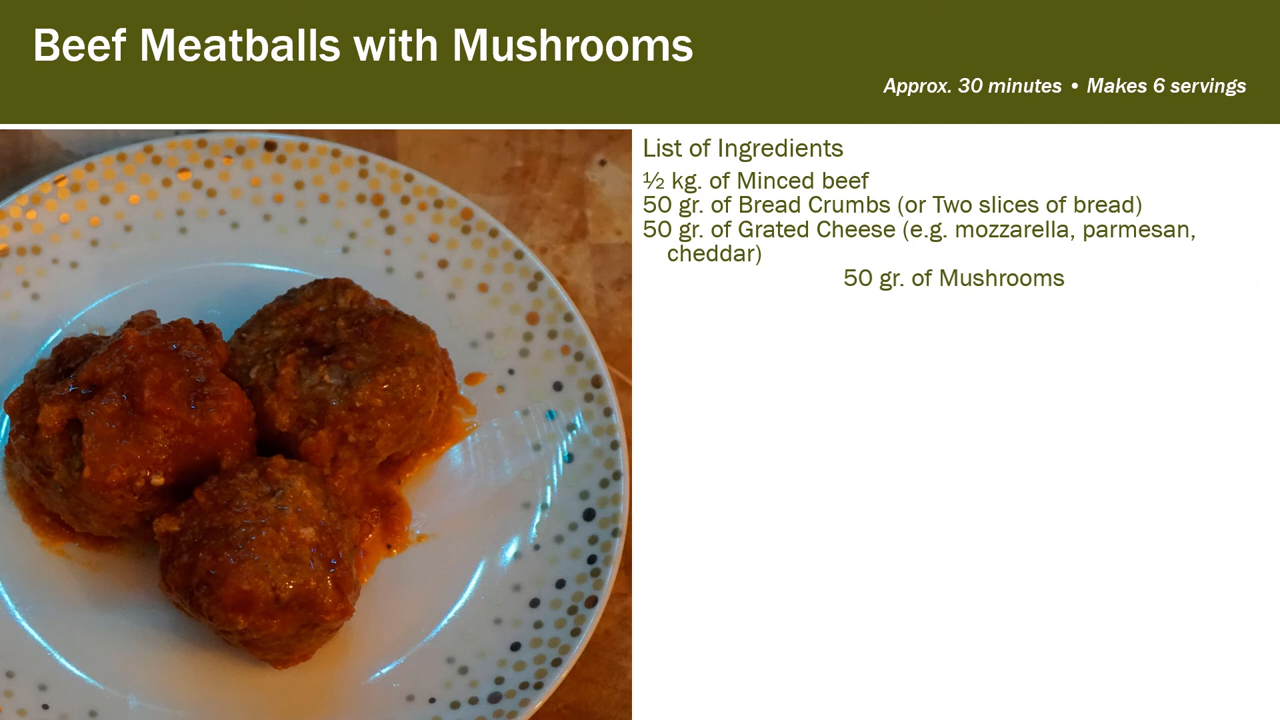 Beef Meatballs with Mushrooms
Approx. 30 minutes • Makes 6 servings
List of Ingredients
½ kg. of Minced beef
50 gr. of Bread Crumbs (or Two slices of bread)
50 gr. of Grated Cheese (e.g. mozzarella, parmesan,
cheddar)
50 gr. of Mushrooms